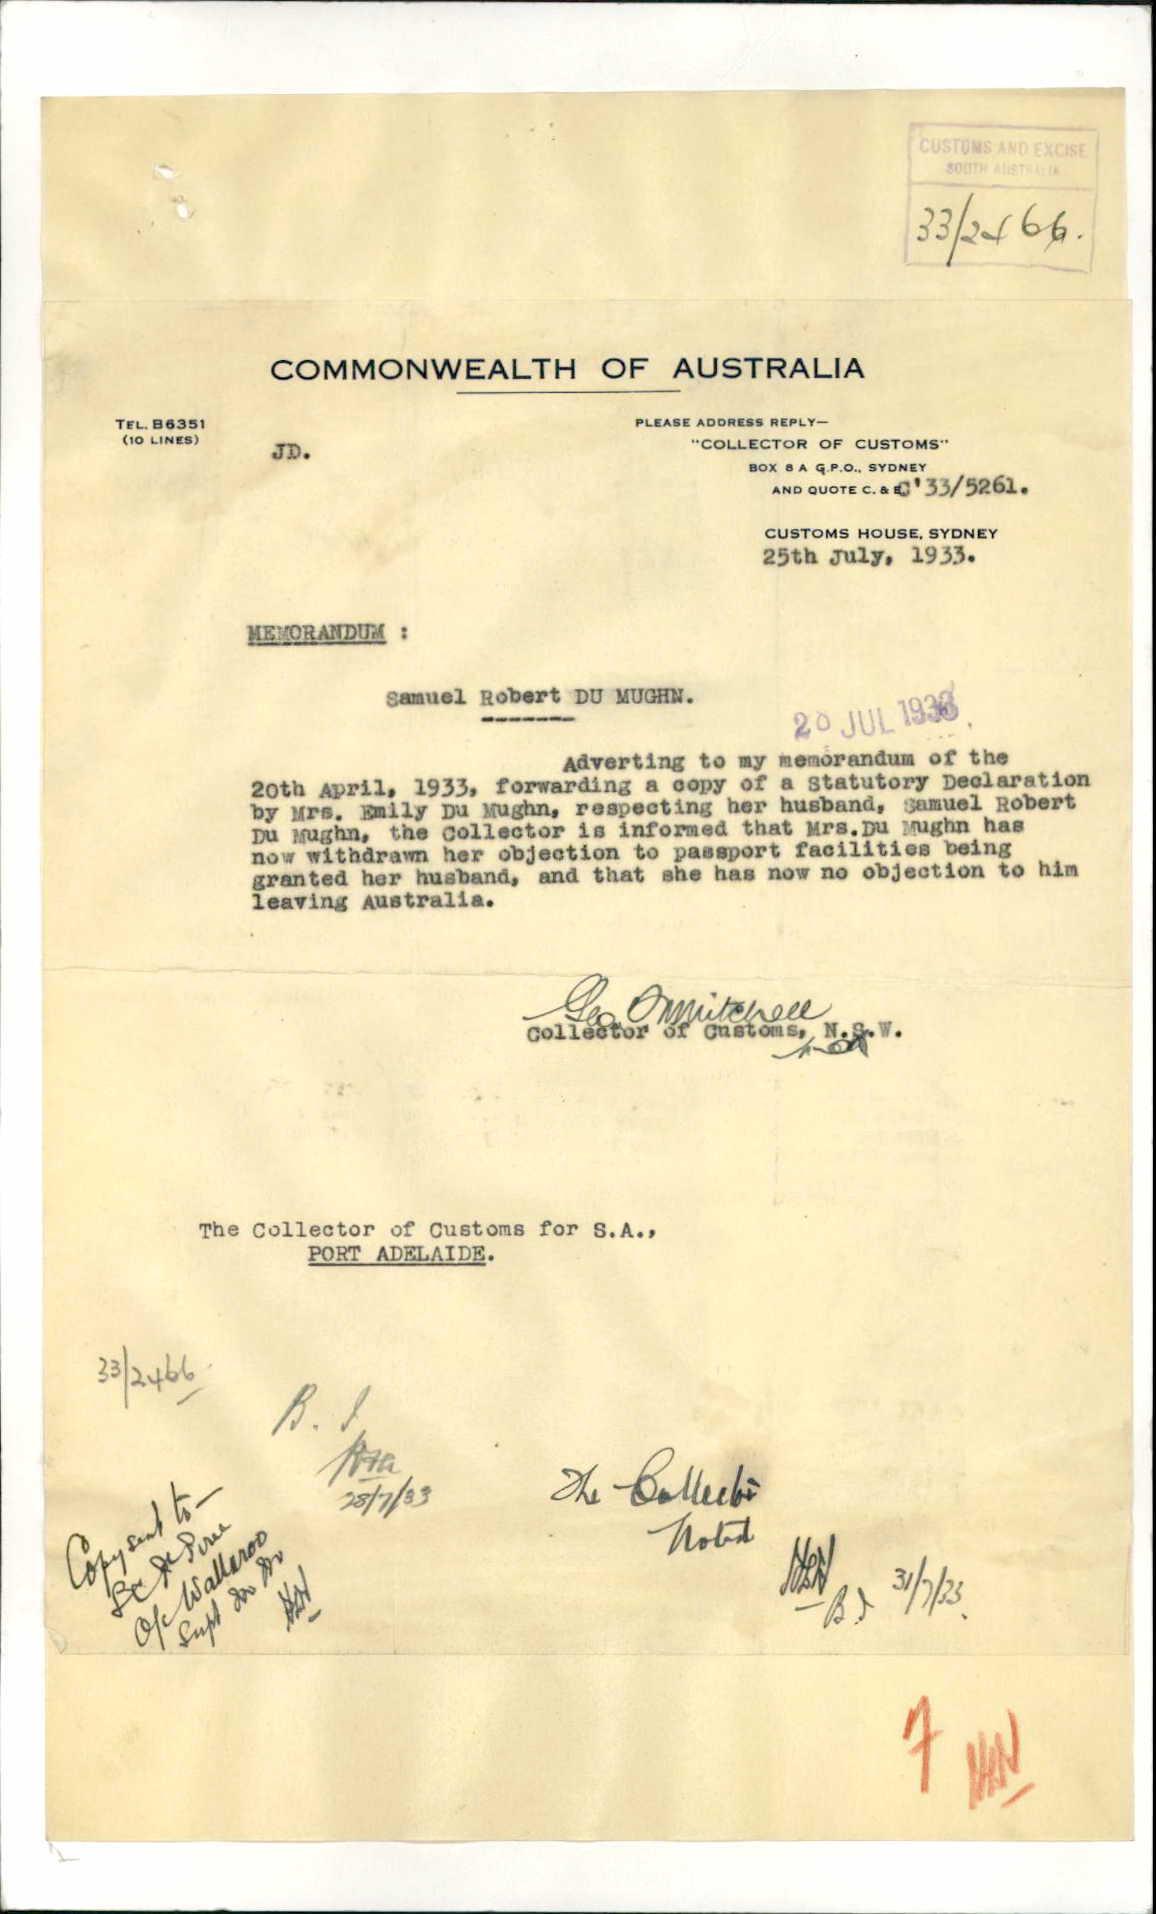 CUSTOMS AND EXCISE
SOUTH AUSTRALIA
33/2466.
COMMONWEALTH OF AUSTRALIA
TEL. B6351
(10 LINES)
JD.
PLEASE ADDRESS REPLY—
"COLLECTOR OF CUSTOMS"
BOX 8 A G.P.O., SYDNEY
AND QUOTE C. & E. C'33/5261.
CUSTOMS HOUSE, SYDNEY
25th July, 1933.
MEMORANDUM :
Samuel Robert DU MUGHN.
JUL 1933
Adverting to my memorandum of the
20th April, 1933, forwarding a copy of a Statutory Declaration
by Mrs. Emily Du Mughn, respecting her husband, Samuel Robert
Du Mughn, the Collector is informed that Mrs.Du Mughn has
now withdrawn her objection to passport facilities being
granted her husband, and that she has now no objection to him
leaving Australia.
Geo Mitchell
Collector of Customs, N.S.W.
The Collector of Customs for S.A.,
PORT ADELAIDE.
33/2466
B. I
28/7/33
The Collector
Noted
B I 31/7/33.
Copy sent to—
Pt Pirie
O/c Wallaroo
Supt
7